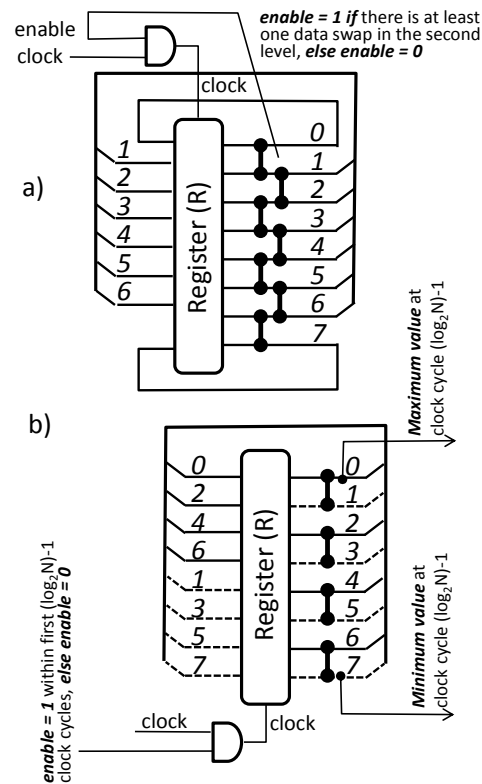 enable = 1 if there is at least
one data swap in the second
level, else enable = 0
enable
clock
clock
a)
1
2
3
4
5
6
Register (R)
0
1
2
3
4
5
6
7
Maximum value at
clock cycle (log₂N)-1
b)
0
2
4
6
1
3
5
7
Register (R)
0
1
2
3
4
5
6
7
Minimum value at
clock cycle (log₂N)-1
enable = 1 within first (log₂N)-1
clock cycles, else enable = 0
clock
clock